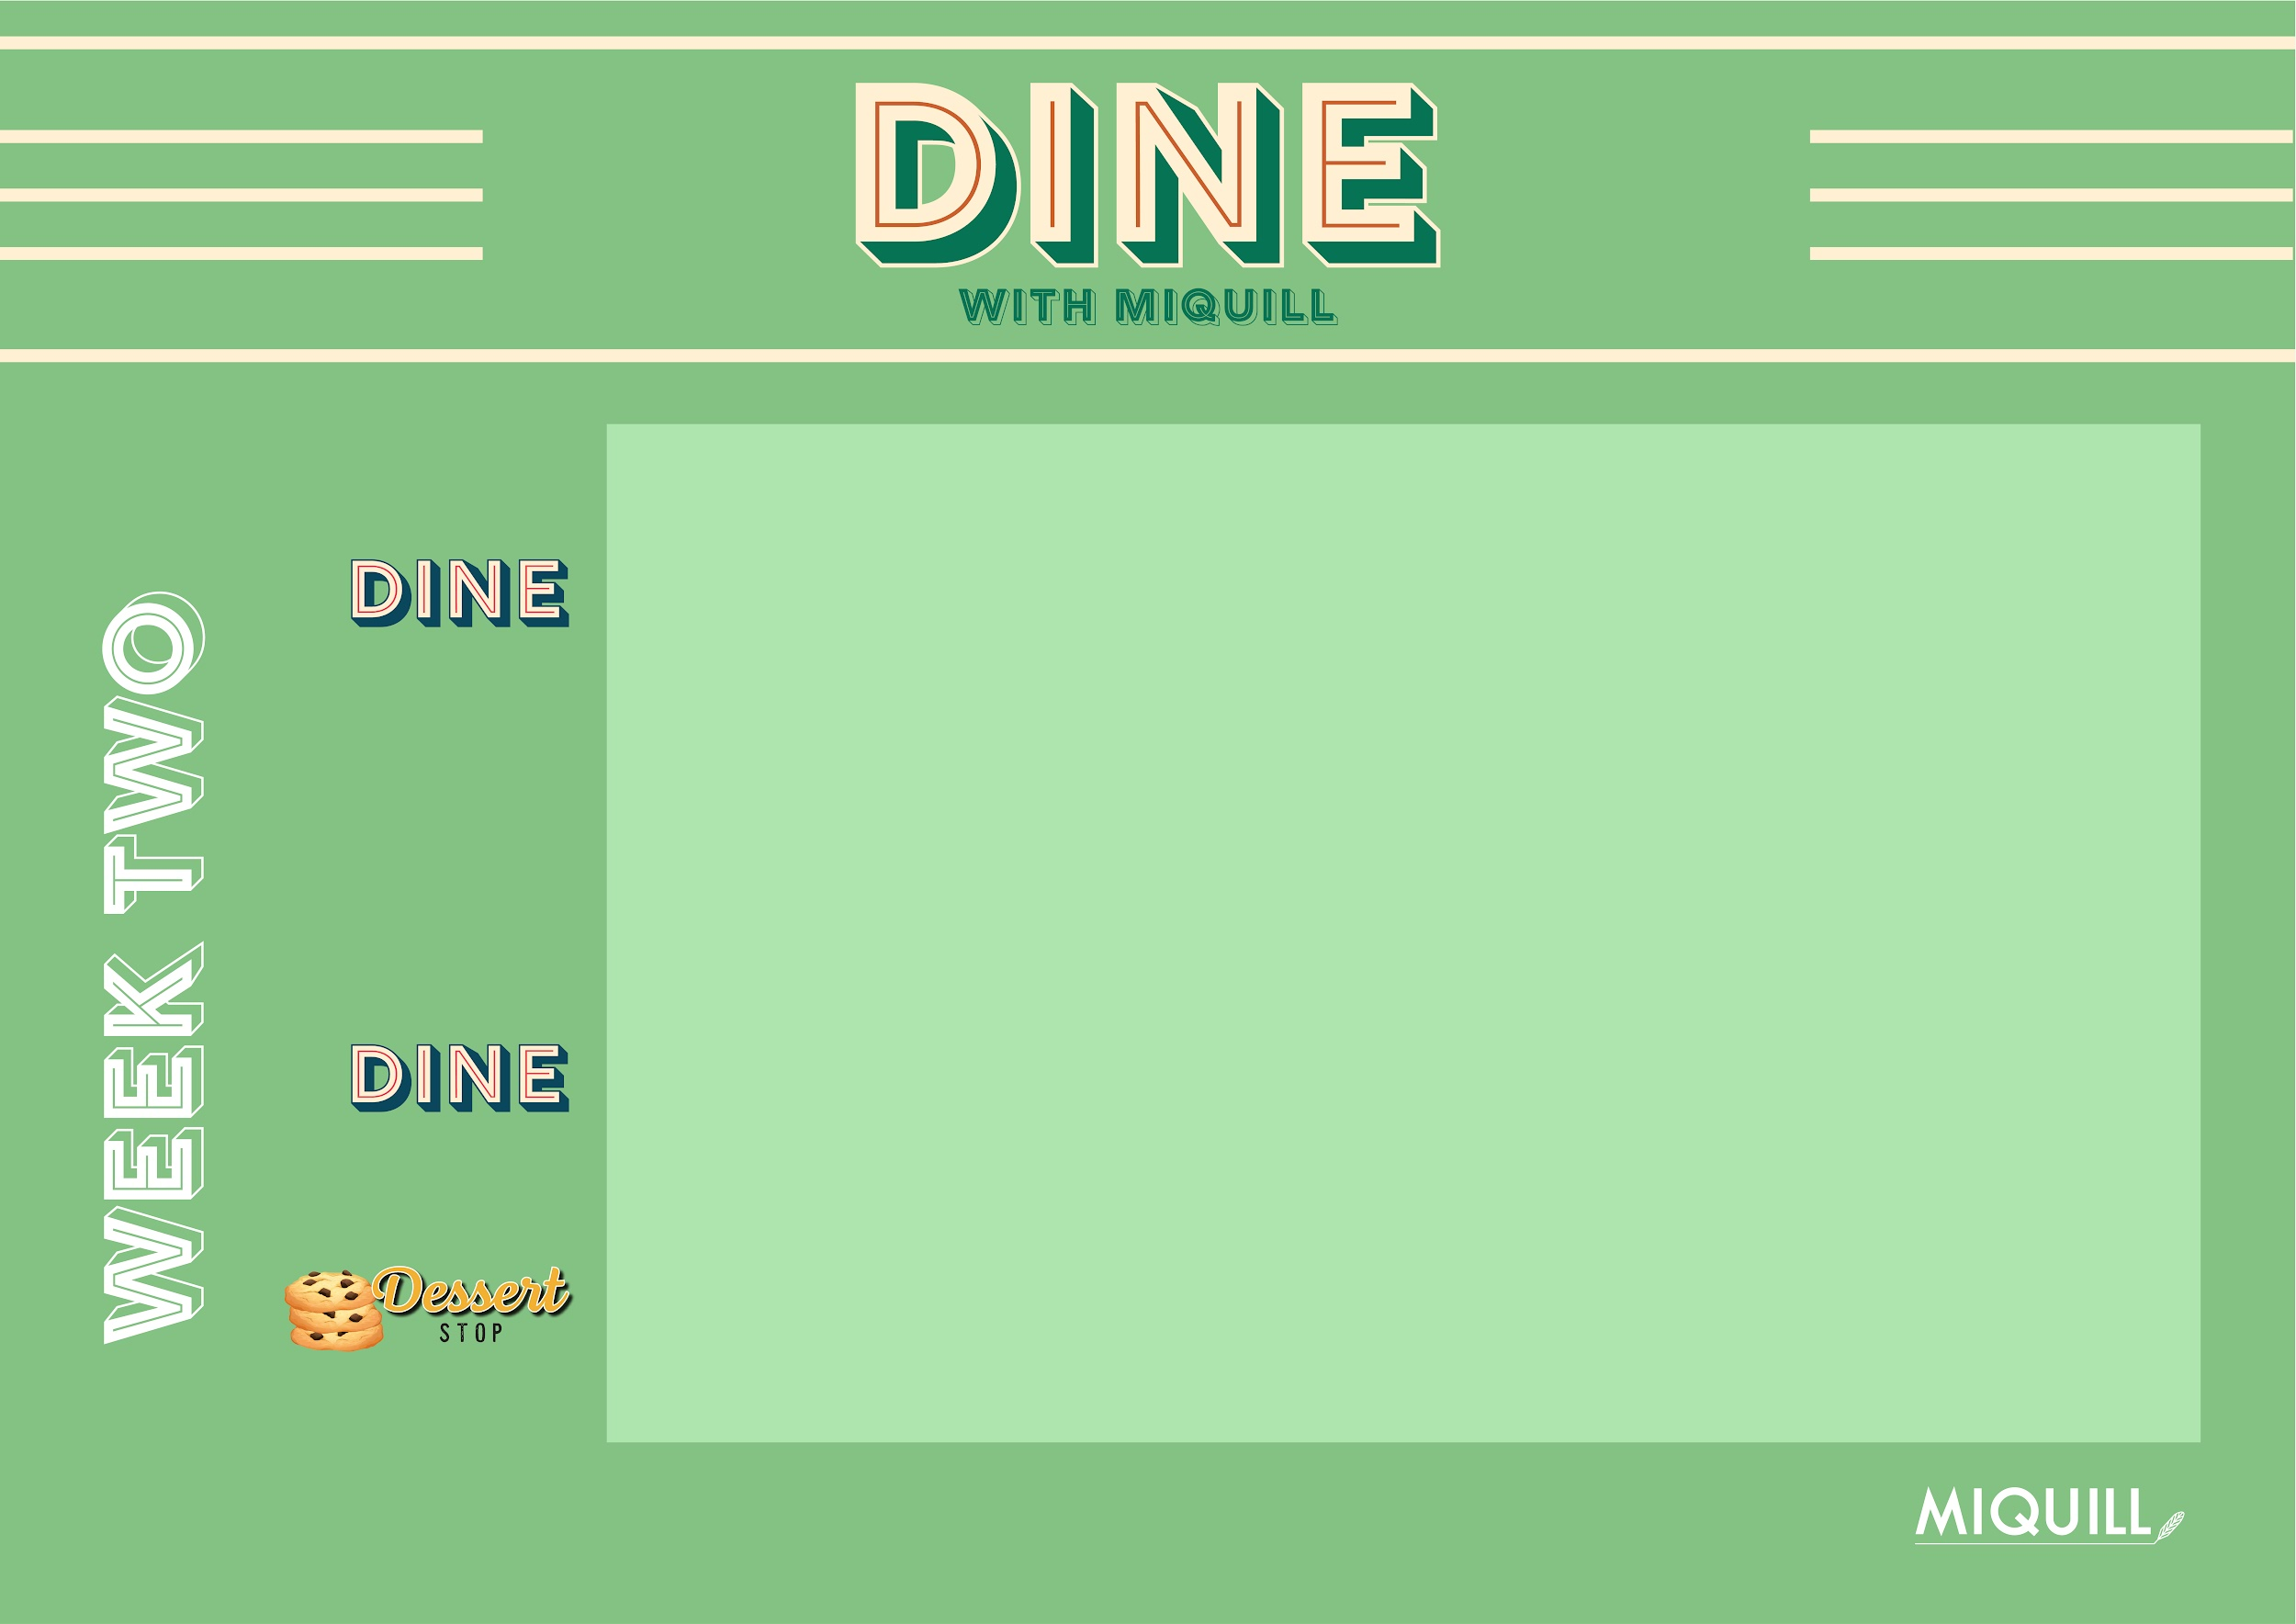 DINE
WITH MIQUILL
WEEK TWO
DINE
DINE
Dessert
STOP
MIQUILL